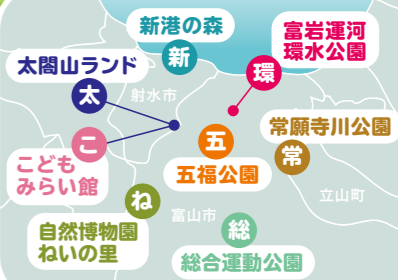 新港の森
新
富岩運河
環水公園
環
太閤山ランド
太
射水市
こ
こども
みらい館
五
五福公園
常願寺川公園
常
ね
自然博物園
ねいの里
富山市
立山町
総
総合運動公園